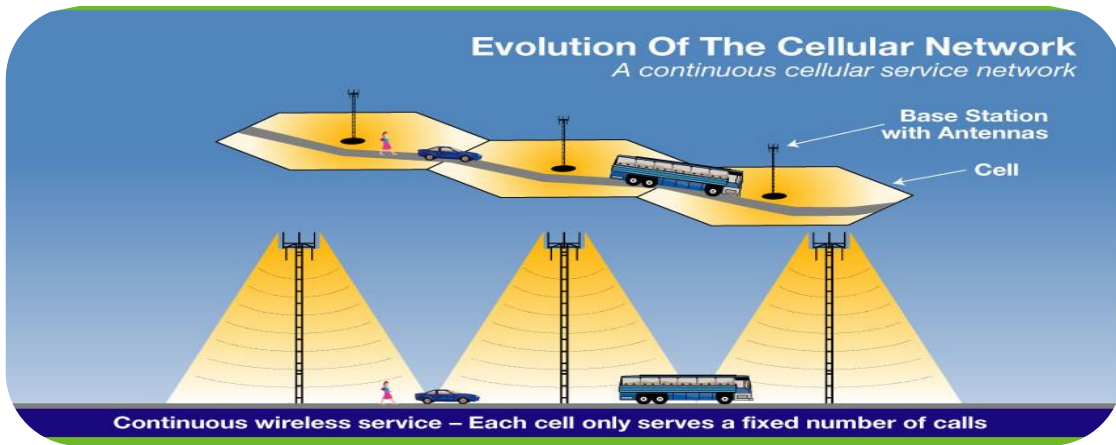 Evolution Of The Cellular Network
A continuous cellular service network
Base Station
with Antennas
Cell
Continuous wireless service – Each cell only serves a fixed number of calls